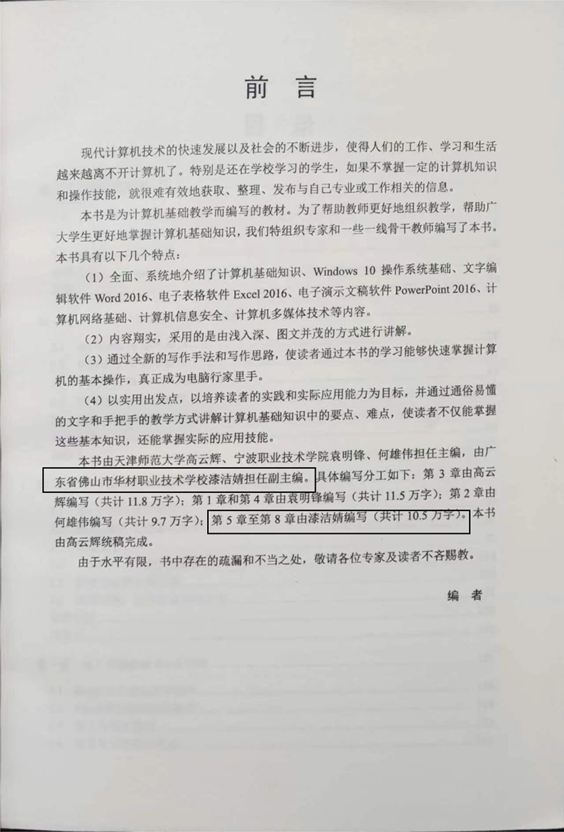 前 言
现代计算机技术的快速发展以及社会的不断进步，使得人们的工作、学习和生活
越来越离不开计算机了。特别是还在学校学习的学生，如果不掌握一定的计算机知识
和操作技能，就很难有效地获取、整理、发布与自己专业或工作相关的信息。
本书是为计算机基础教学而编写的教材。为了帮助教师更好地组织教学，帮助广
大学生更好地掌握计算机基础知识，我们特组织专家和一些一线骨干教师编写了本书。
本书具有以下几个特点：
（1）全面、系统地介绍了计算机基础知识、Windows 10 操作系统基础、文字编
辑软件 Word 2016、电子表格软件 Excel 2016、电子演示文稿软件 PowerPoint 2016、计
算机网络基础、计算机信息安全、计算机多媒体技术等内容。
（2）内容翔实，采用的是由浅入深、图文并茂的方式进行讲解。
（3）通过全新的写作手法和写作思路，使读者通过本书的学习能够快速掌握计算
机的基本操作，真正成为电脑行家里手。
（4）以实用出发点，以培养读者的实践和实际应用能力为目标，并通过通俗易懂
的文字和手把手的教学方式讲解计算机基础知识中的要点、难点，使读者不仅能掌握
这些基本知识，还能掌握实际的应用技能。
本书由天津师范大学高云辉、宁波职业技术学院袁明锋、何雄伟担任主编，由广
东省佛山市华材职业技术学校漆洁婧担任副主编。具体编写分工如下：第 3 章由高云
辉编写（共计 11.8 万字）；第 1 章和第 4 章由袁明锋编写（共计 11.5 万字）；第 2 章由
何雄伟编写（共计 9.7 万字）；第 5 章至第 8 章由漆洁婧编写（共计 10.5 万字）。本书
由高云辉统稿完成。
由于水平有限，书中存在的疏漏和不当之处，敬请各位专家及读者不吝赐教。
编 者